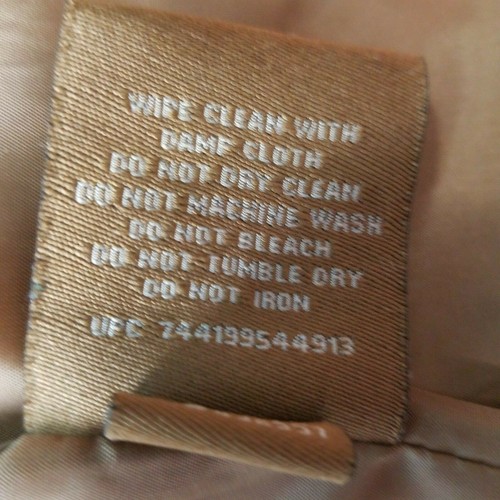 WIPE CLEAN WITH
DAMP CLOTH
DO NOT DRY CLEAN
DO NOT MACHINE WASH
DO NOT BLEACH
DO NOT TUMBLE DRY
DO NOT IRON
UPC 744199544913